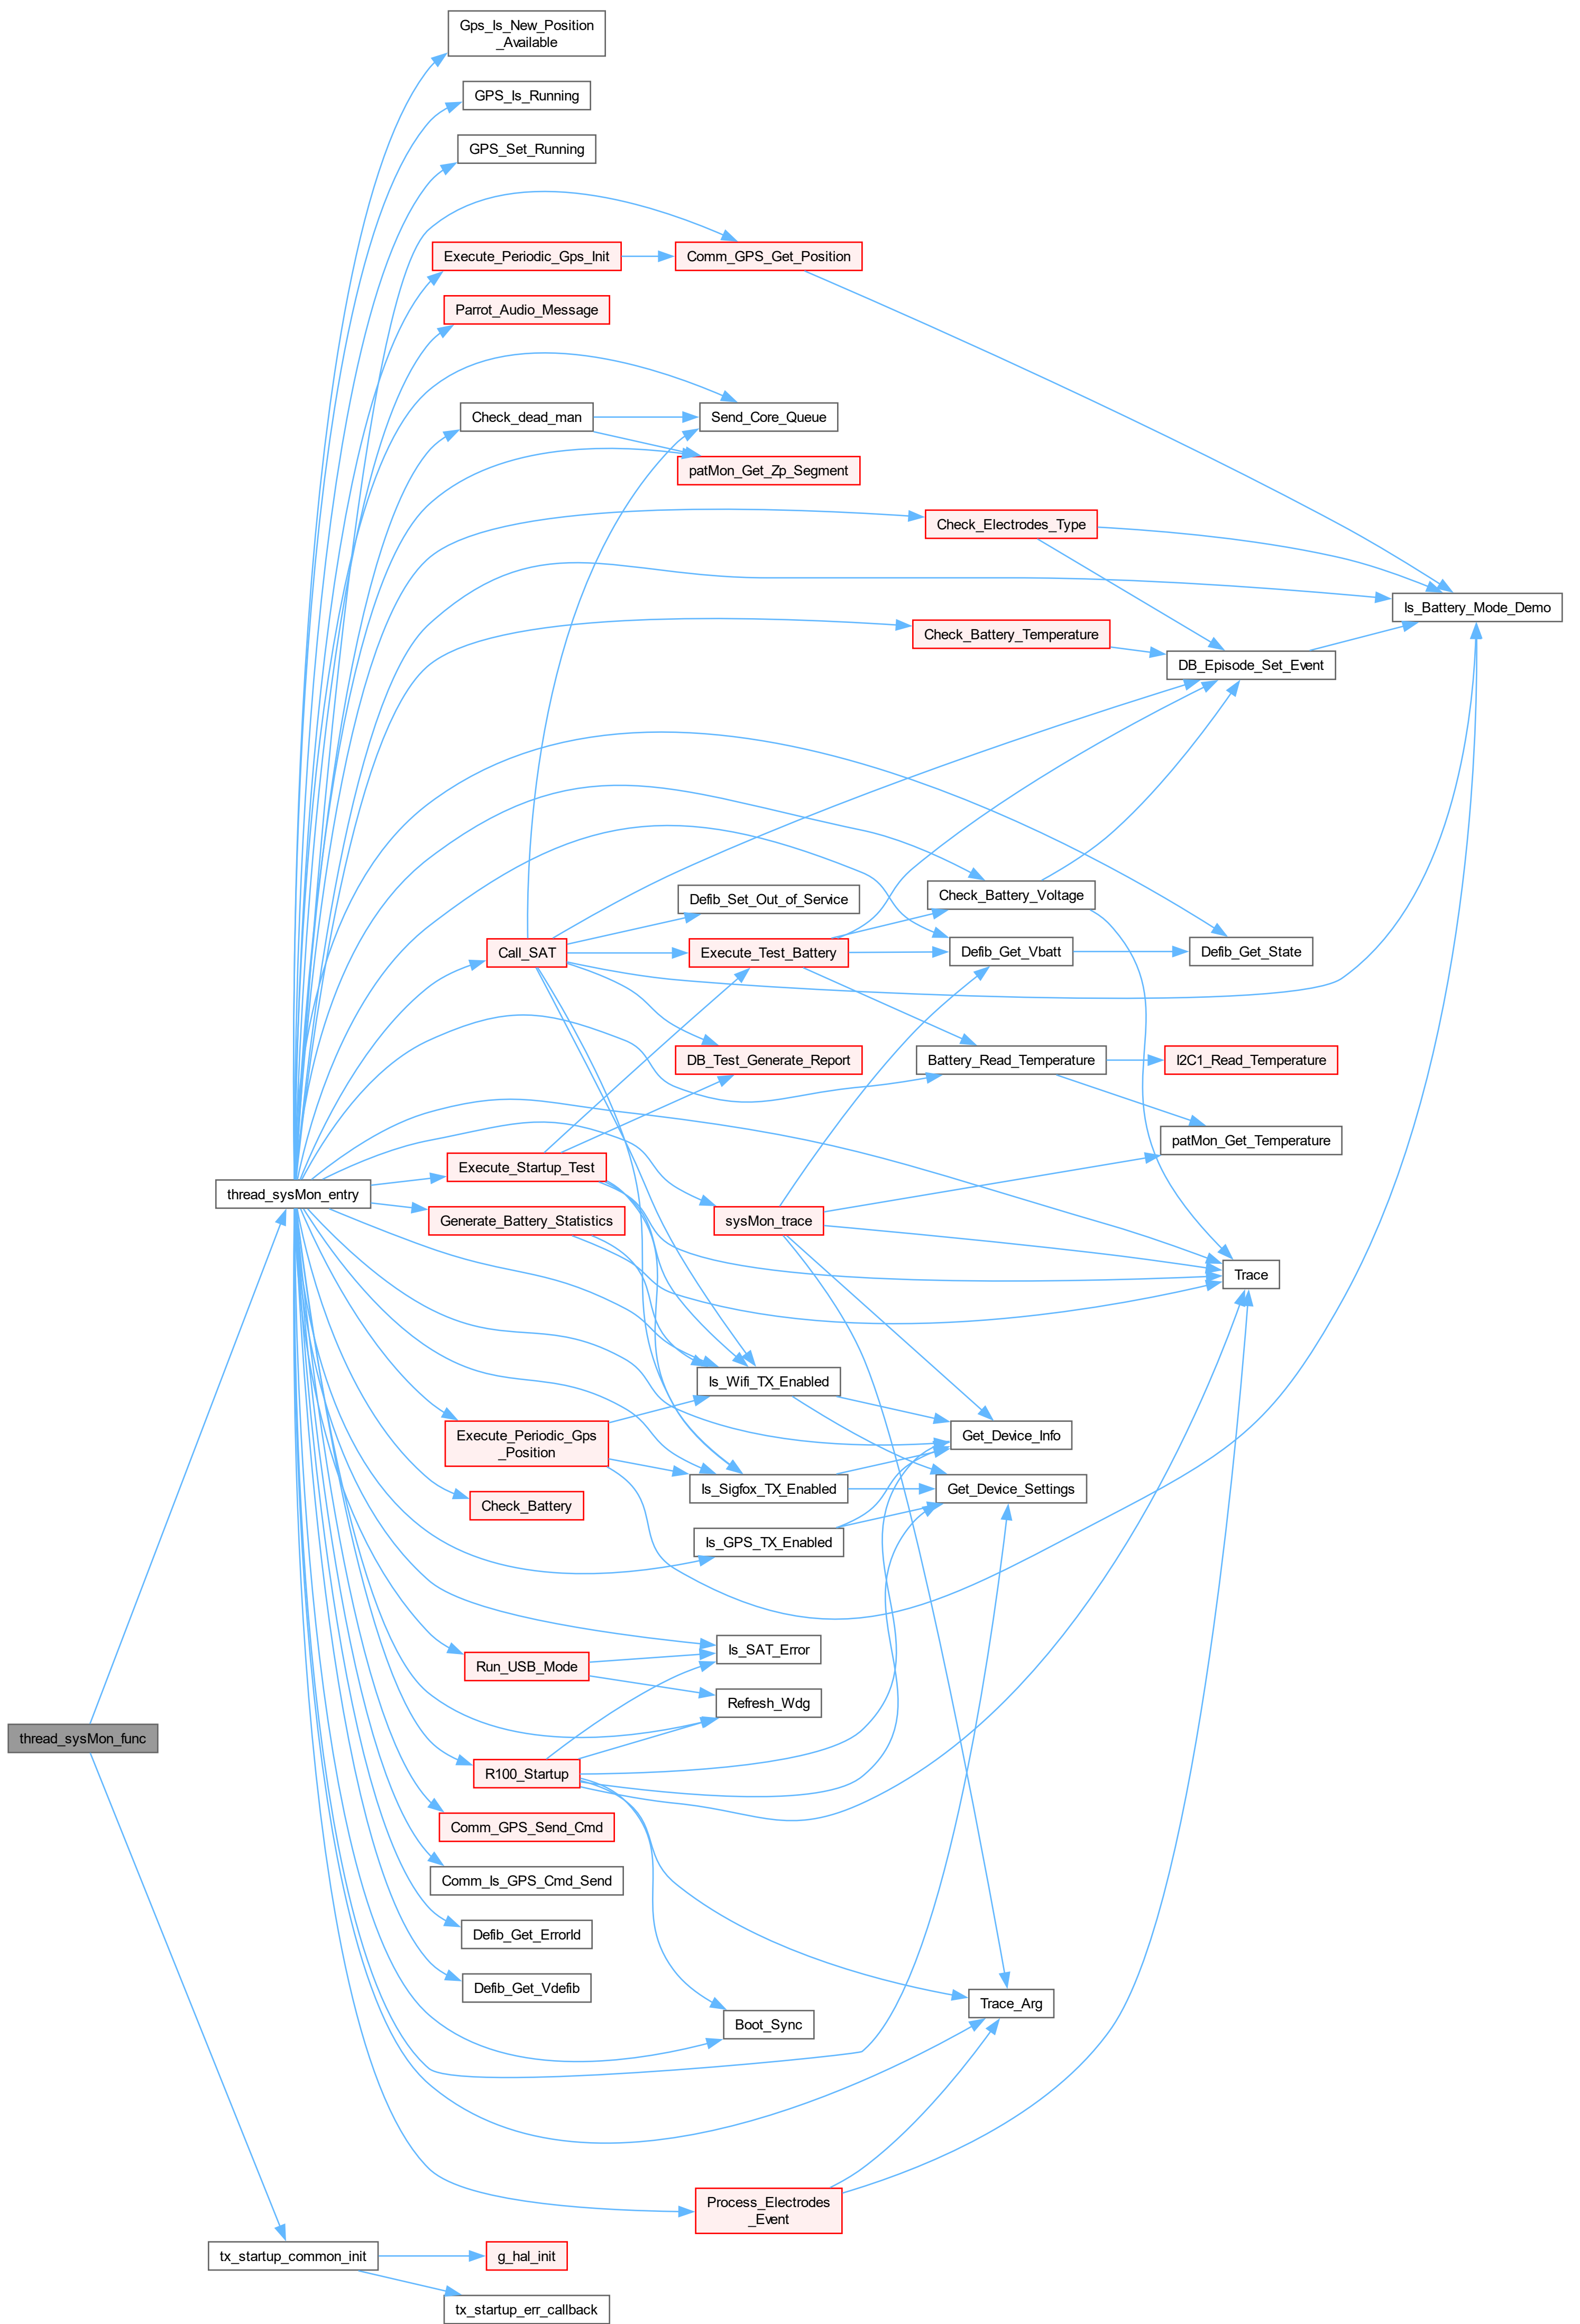 Gps_Is_New_Position
_Available
GPS_Is_Running
GPS_Set_Running
Execute_Periodic_Gps_Init
Comm_GPS_Get_Position
Parrot_Audio_Message
Check_dead_man
Send_Core_Queue
patMon_Get_Zp_Segment
Check_Electrodes_Type
Is_Battery_Mode_Demo
Check_Battery_Temperature
DB_Episode_Set_Event
Defib_Set_Out_of_Service
Check_Battery_Voltage
Call_SAT
Execute_Test_Battery
Defib_Get_Vbatt
Defib_Get_State
DB_Test_Generate_Report
Battery_Read_Temperature
I2C1_Read_Temperature
patMon_Get_Temperature
Execute_Startup_Test
thread_sysMon_entry
Generate_Battery_Statistics
sysMon_trace
Trace
Is_Wifi_TX_Enabled
Execute_Periodic_Gps
_Position
Get_Device_Info
Is_Sigfox_TX_Enabled
Get_Device_Settings
Check_Battery
Is_GPS_TX_Enabled
Is_SAT_Error
Run_USB_Mode
Refresh_Wdg
thread_sysMon_func
R100_Startup
Comm_GPS_Send_Cmd
Comm_Is_GPS_Cmd_Send
Defib_Get_ErrorId
Defib_Get_Vdefib
Trace_Arg
Boot_Sync
Process_Electrodes
_Event
tx_startup_common_init
g_hal_init
tx_startup_err_callback